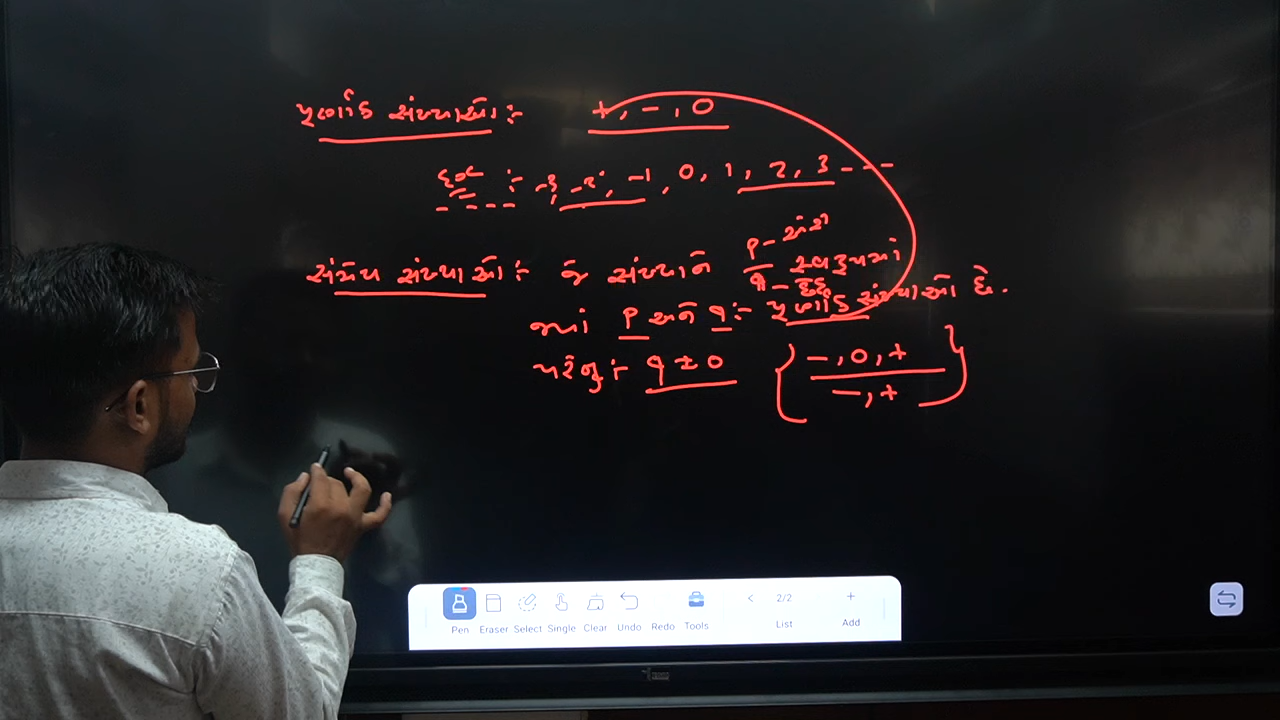 પૂર્ણાંક સંખ્યાઓ :- +, -, 0
:- -3, -2, -1, 0, 1, 2, 3 - - -
સંમેય સંખ્યાઓ :- જે સંખ્યાને p - અંશ
q - છેદ સ્વરૂપમાં
જ્યાં p અને q :- પૂર્ણાંક સંખ્યાઓ છે.
પરંતુ :- q ≠ 0 { -, 0, + }
-, +
Pen Eraser Select Single Clear Undo Redo Tools < 2/2 List + Add